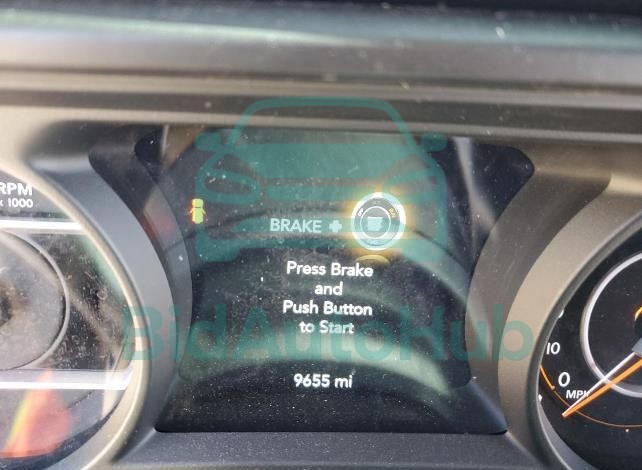 RPM
x 1000
BRAKE +
Press Brake
and
Push Button
to Start
BidAutoHub
9655 mi
10
0
MPH